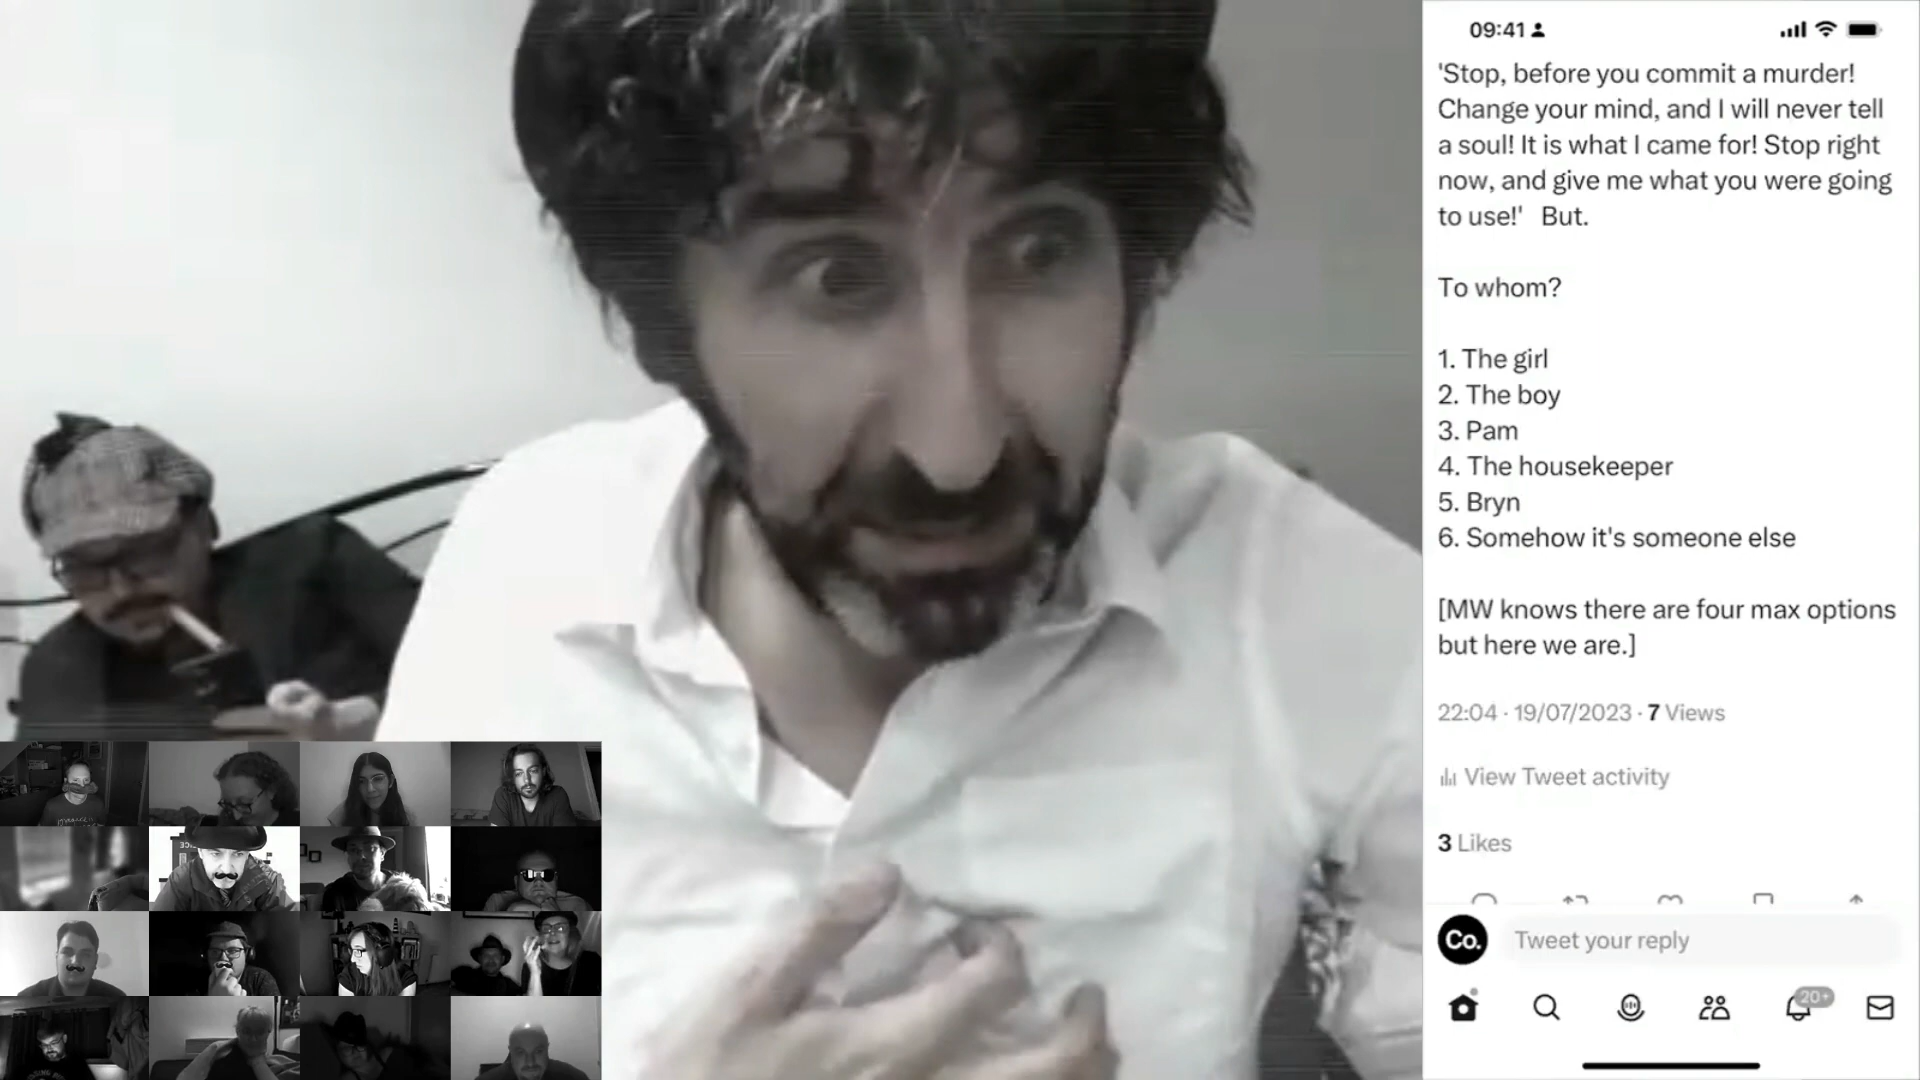 09:41
'Stop, before you commit a murder!
Change your mind, and I will never tell
a soul! It is what I came for! Stop right
now, and give me what you were going
to use!' But.
To whom?
1. The girl
2. The boy
3. Pam
4. The housekeeper
5. Bryn
6. Somehow it's someone else
[MW knows there are four max options
but here we are.]
22:04 · 19/07/2023 · 7 Views
View Tweet activity
3 Likes
Co.
Tweet your reply
20+